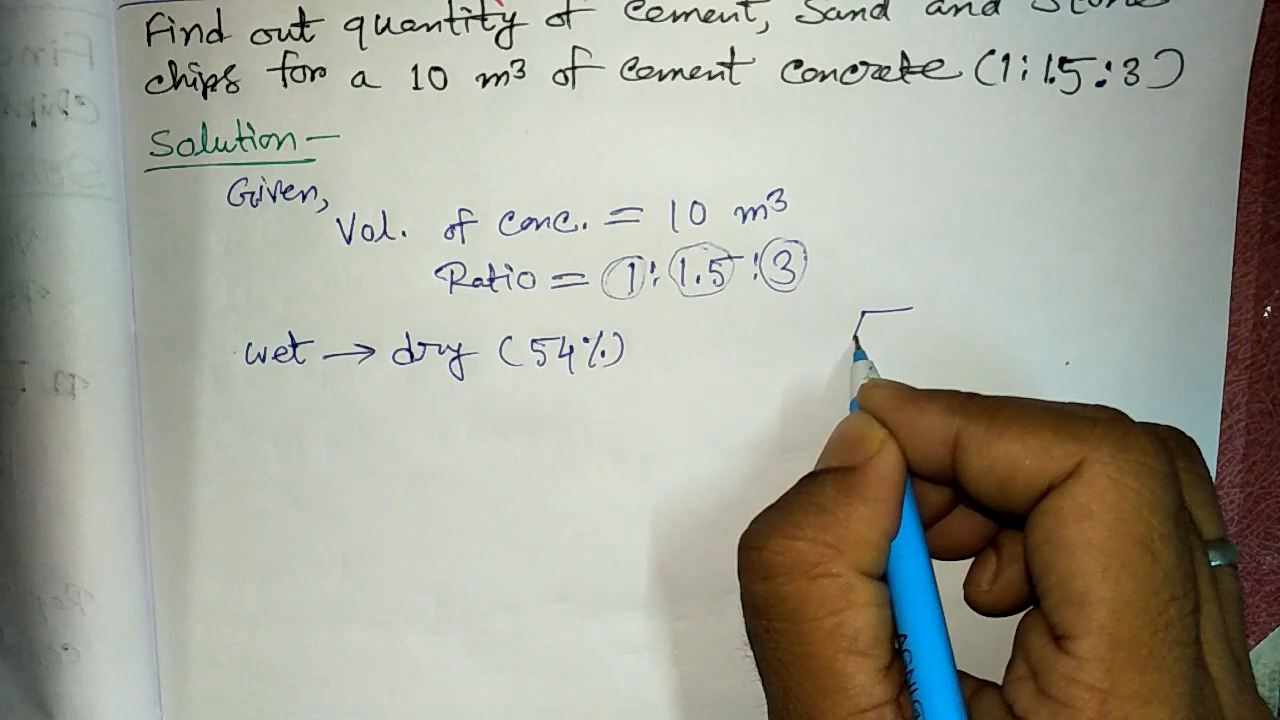 Find out quantity of cement, Sand and Stone
chips for a 10 m³ of cement concrete (1:1.5:3)
Solution -
Given,
Vol. of conc. = 10 m³
Ratio = 1:1.5:3
wet → dry (54%)